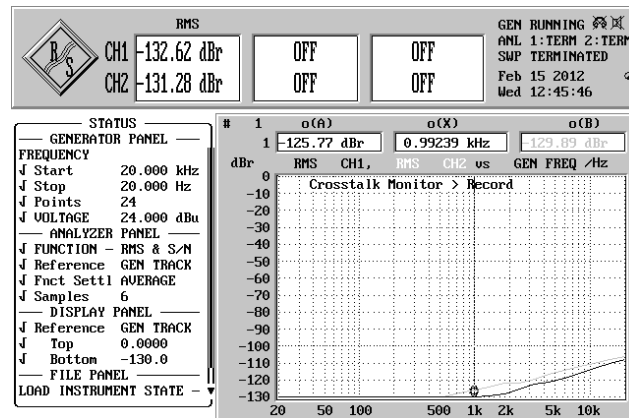 RMS
GEN RUNNING
CH1 -132.62 dBr OFF OFF
ANL 1:TERM 2:TERM
SWP TERMINATED
CH2 -131.28 dBr OFF OFF
Feb 15 2012
Wed 12:45:46
R S
STATUS
GENERATOR PANEL
FREQUENCY
Start 20.000 kHz
Stop 20.000 Hz
Points 24
VOLTAGE 24.000 dBu
ANALYZER PANEL
FUNCTION - RMS & S/N
Reference GEN TRACK
Fnct Settl AVERAGE
Samples 6
DISPLAY PANEL
Reference GEN TRACK
Top 0.0000
Bottom -130.0
FILE PANEL
LOAD INSTRUMENT STATE -
# 1 o(A) o(X) o(B)
1 -125.77 dBr 0.99239 kHz -129.89 dBr
dBr RMS CH1, RMS CH2 vs GEN FREQ /Hz
Crosstalk Monitor > Record
0
-10
-20
-30
-40
-50
-60
-70
-80
-90
-100
-110
-120
-130
20 50 100 500 1k 2k 5k 10k